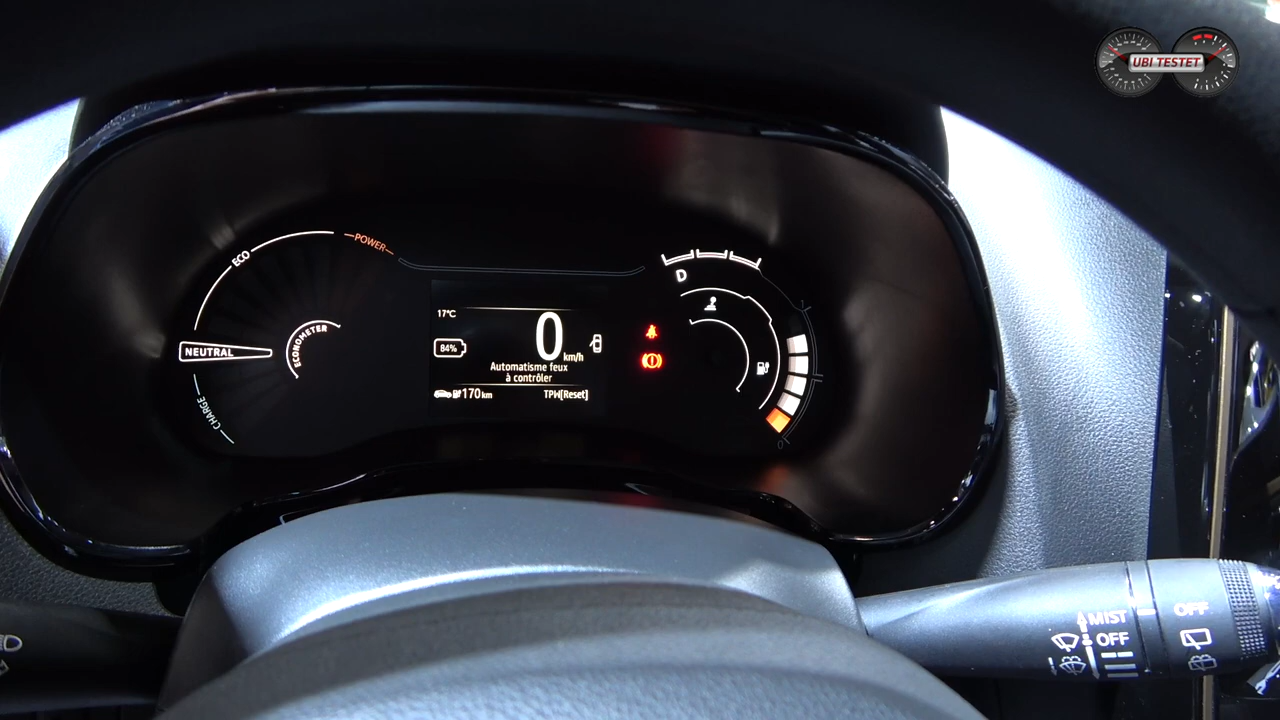 UBI TESTET
POWER
ECO
D
17°C
0
km/h
ECONOMETER
NEUTRAL
84%
Automatisme feux
à contrôler
170 km
TPW[Reset]
CHARGE
0
MIST
OFF
OFF